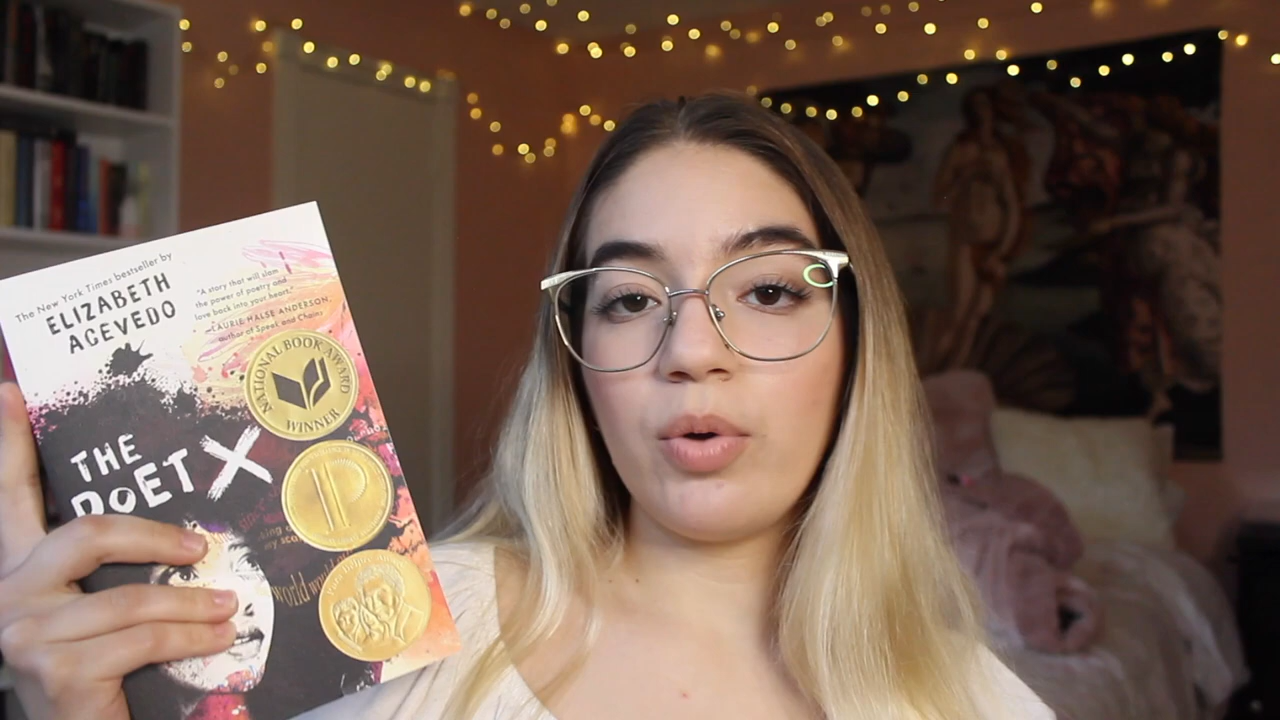 The New York Times bestseller by
ELIZABETH
ACEVEDO
"A story that will slam
the power of poetry and
love back into your heart."
—LAURIE HALSE ANDERSON,
author of Speak and Chains
NATIONAL BOOK AWARD
WINNER
THE
POET X
P
world